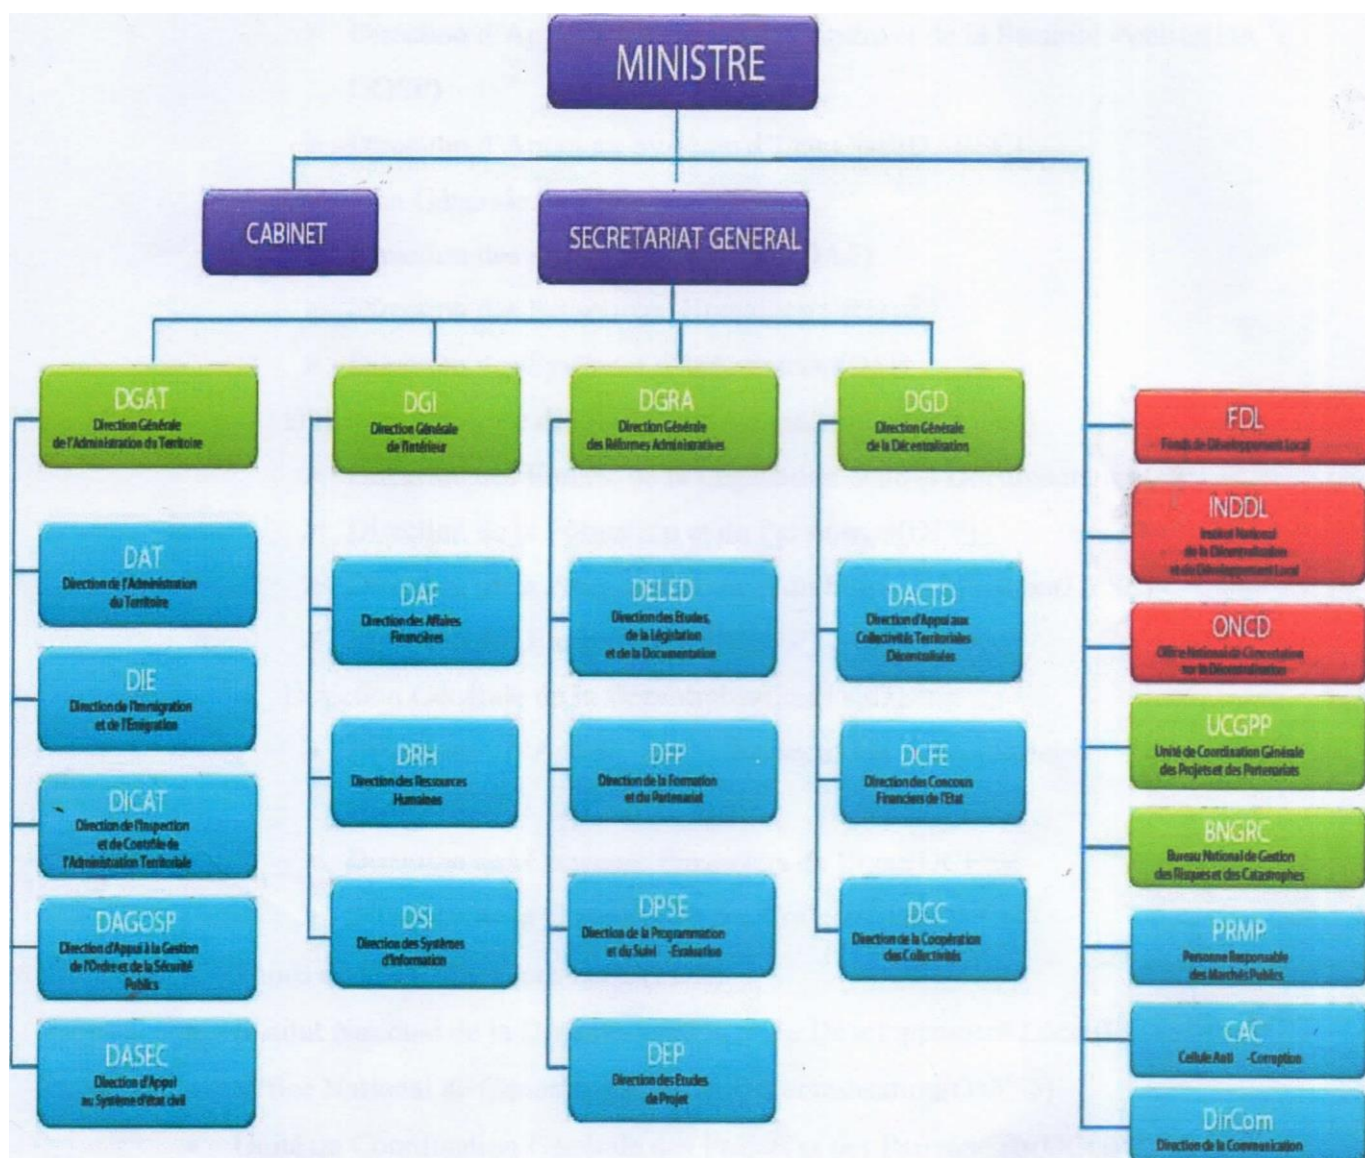 MINISTRE
CABINET
SECRETARIAT GENERAL
DGAT
Direction Générale
de l'Administration du Territoire
DAT
Direction de l'Administration
du Territoire
DIE
Direction de l'Immigration
et de l'Emigration
DICAT
Direction de l'Inspection
et de Contrôle de
l'Administration Territoriale
DAGOSP
Direction d'Appui à la Gestion
de l'Ordre et de la Sécurité
Publics
DASEC
Direction d'Appui
au Système d'état civil
DGI
Direction Générale
de l'Intérieur
DAF
Direction des Affaires
Financières
DRH
Direction des Ressources
Humaines
DSI
Direction des Systèmes
d'Information
DGRA
Direction Générale
des Réformes Administratives
DELED
Direction des Etudes,
de la Législation
et de la Documentation
DFP
Direction de la Formation
et du Partenariat
DPSE
Direction de la Programmation
et du Suivi -Evaluation
DEP
Direction des Etudes
de Projet
DGD
Direction Générale
de la Décentralisation
DACTD
Direction d'Appui aux
Collectivités Territoriales
Décentralisées
DCFE
Direction des Concours
Financiers de l'Etat
DCC
Direction de la Coopération
des Collectivités
FDL
Fonds de Développement Local
INDDL
Institut National
de la Décentralisation
et du Développement Local
ONCD
Office National de Concertation
sur la Décentralisation
UCGPP
Unité de Coordination Générale
des Projets et des Partenariats
BNGRC
Bureau National de Gestion
des Risques et des Catastrophes
PRMP
Personne Responsable
des Marchés Publics
CAC
Cellule Anti -Corruption
DirCom
Direction de la Communication